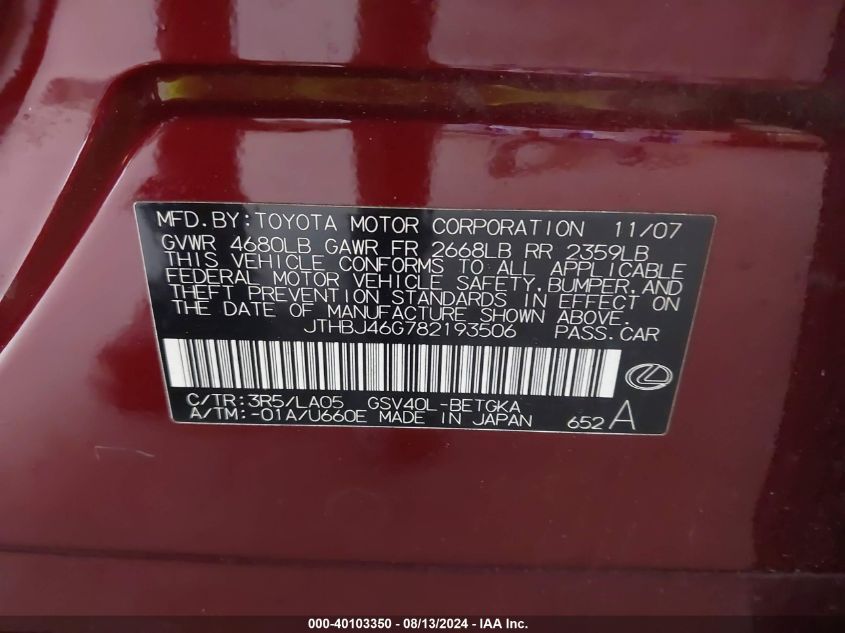 MFD.BY:TOYOTA MOTOR CORPORATION 11/07
GVWR 4680LB GAWR FR 2668LB RR 2359LB
THIS VEHICLE CONFORMS TO ALL APPLICABLE
FEDERAL MOTOR VEHICLE SAFETY,BUMPER,AND
THEFT PREVENTION STANDARDS IN EFFECT ON
THE DATE OF MANUFACTURE SHOWN ABOVE.
JTHBJ46G782193506 PASS.CAR
C/TR:3R5/LA05 GSV40L-BETGKA
A/TM:-01A/U660E MADE IN JAPAN 652 A
000-40103350 - 08/13/2024 - IAA Inc.